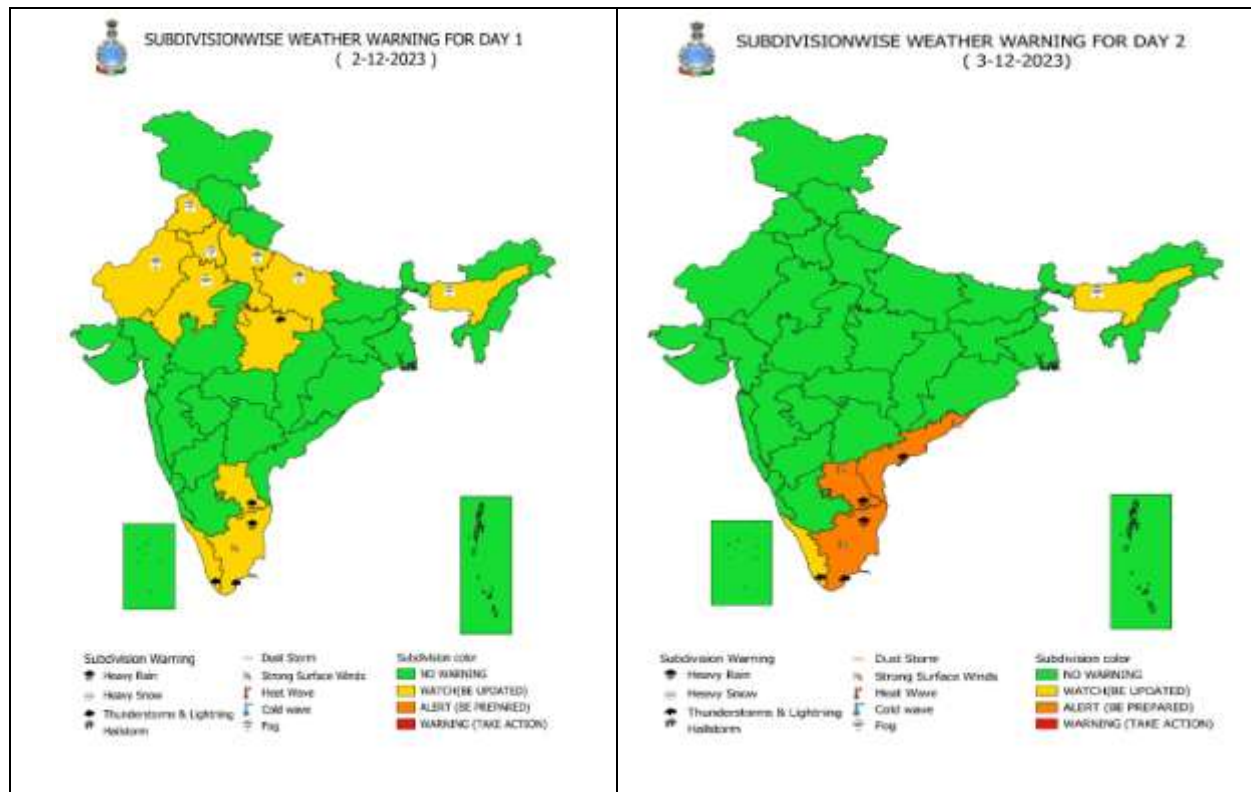 SUBDIVISIONWISE WEATHER WARNING FOR DAY 1
( 2-12-2023 )
Subdivision Warning
Heavy Rain
Heavy Snow
Thunderstorms & Lightning
Hailstorm
Dust Storm
Strong Surface Winds
Heat Wave
Cold wave
Fog
Subdivision color
NO WARNING
WATCH(BE UPDATED)
ALERT (BE PREPARED)
WARNING (TAKE ACTION)
SUBDIVISIONWISE WEATHER WARNING FOR DAY 2
( 3-12-2023)
Subdivision Warning
Heavy Rain
Heavy Snow
Thunderstorms & Lightning
Hailstorm
Dust Storm
Strong Surface Winds
Heat Wave
Cold wave
Fog
Subdivision color
NO WARNING
WATCH(BE UPDATED)
ALERT (BE PREPARED)
WARNING (TAKE ACTION)